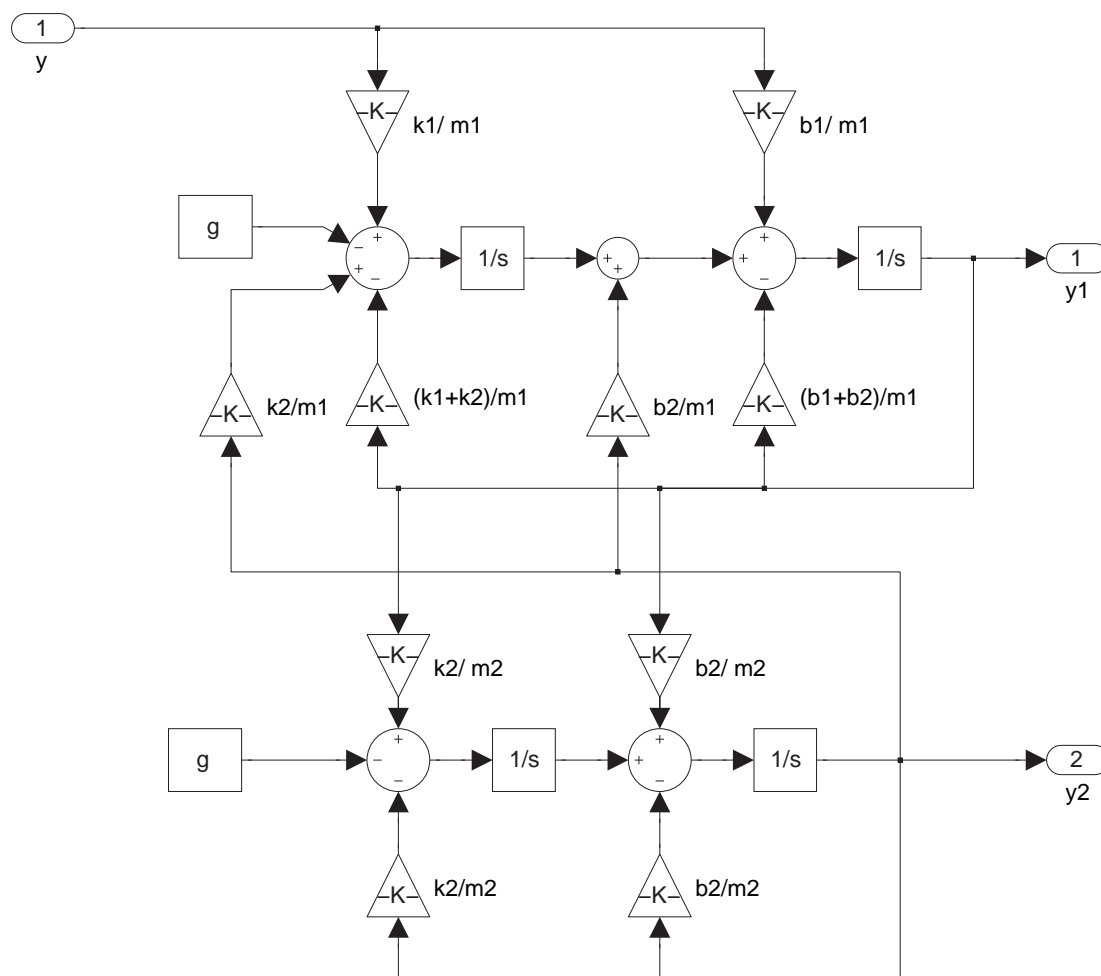 1
y
–K–
k1/ m1
–K–
b1/ m1
g
–
+
+
–
1/s
+
+
+
+
–
1/s
1
y1
–K–
k2/m1
–K–
(k1+k2)/m1
–K–
b2/m1
–K–
(b1+b2)/m1
–K–
k2/ m2
–K–
b2/ m2
g
+
–
–
1/s
+
+
–
1/s
2
y2
–K–
k2/m2
–K–
b2/m2